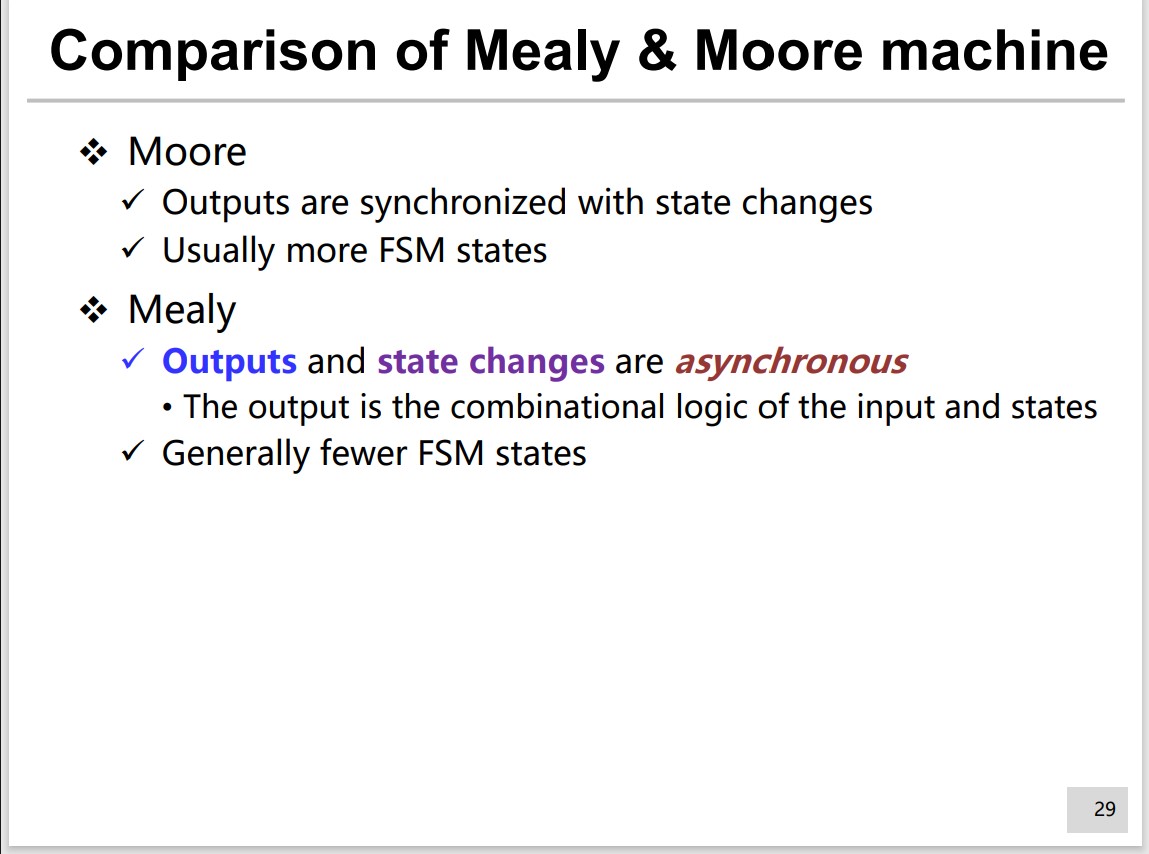 Comparison of Mealy & Moore machine
❖ Moore
✓ Outputs are synchronized with state changes
✓ Usually more FSM states
❖ Mealy
✓ Outputs and state changes are asynchronous
• The output is the combinational logic of the input and states
✓ Generally fewer FSM states
29